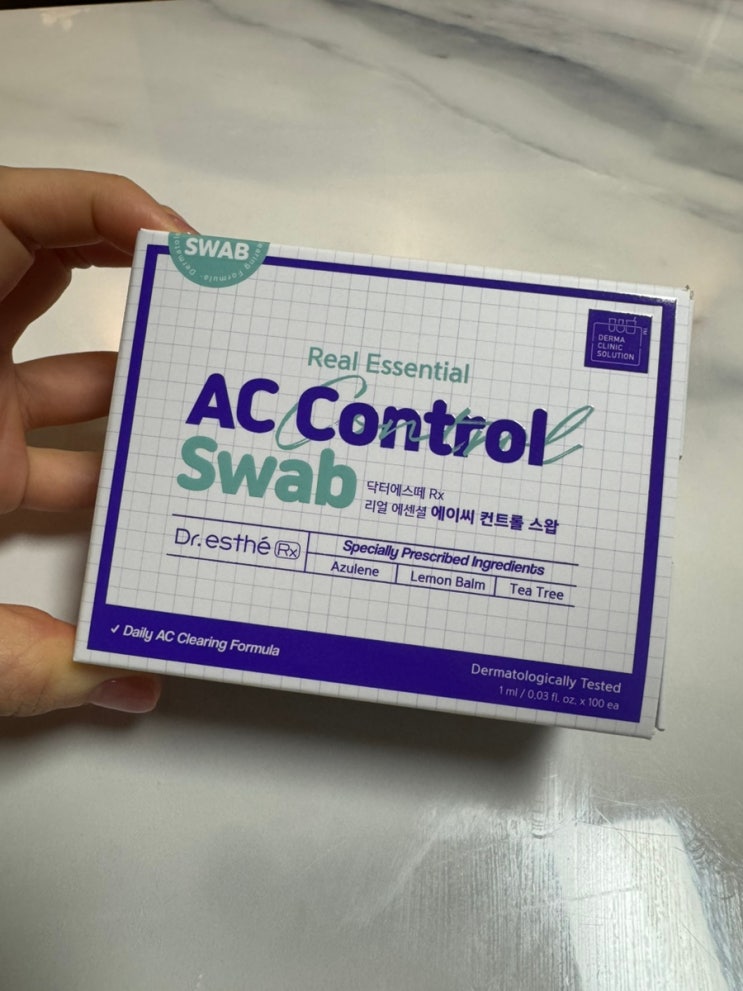 SWAB
DERMA
CLINIC
SOLUTION
Real Essential
AC Control
Control
Swab
닥터에스떼 Rx
리얼 에센셜 에이씨 컨트롤 스왑
Dr.esthé Rx
Specially Prescribed Ingredients
Azulene
Lemon Balm
Tea Tree
✓ Daily AC Clearing Formula
Dermatologically Tested
1 ml / 0.03 fl. oz. x 100 ea